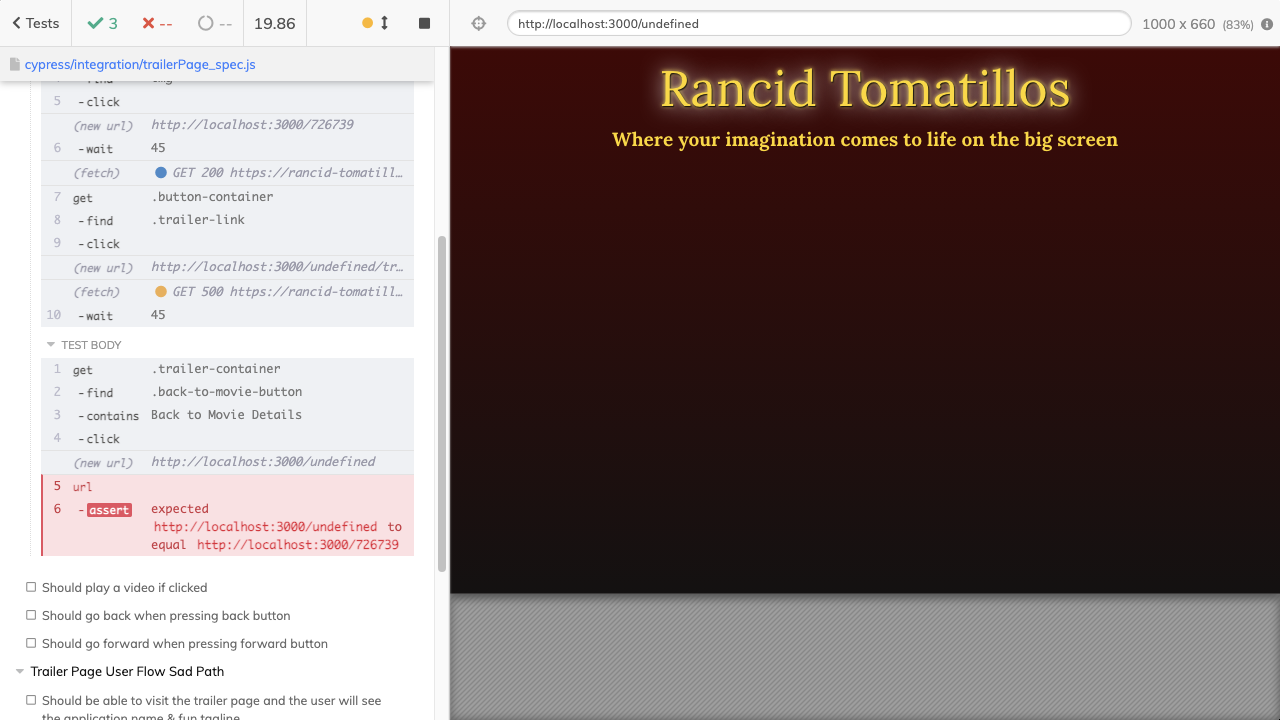 Tests
3
--
--
19.86
http://localhost:3000/undefined
1000 x 660 (83%)
cypress/integration/trailerPage_spec.js
5 -click
(new url) http://localhost:3000/726739
6 -wait 45
(fetch) GET 200 https://rancid-tomatill…
7 get .button-container
8 -find .trailer-link
9 -click
(new url) http://localhost:3000/undefined/tr…
(fetch) GET 500 https://rancid-tomatill…
10 -wait 45
TEST BODY
1 get .trailer-container
2 -find .back-to-movie-button
3 -contains Back to Movie Details
4 -click
(new url) http://localhost:3000/undefined
5 url
6 -assert expected
http://localhost:3000/undefined to
equal http://localhost:3000/726739
Should play a video if clicked
Should go back when pressing back button
Should go forward when pressing forward button
Trailer Page User Flow Sad Path
Should be able to visit the trailer page and the user will see
the application name & fun tagline
Rancid Tomatillos
Where your imagination comes to life on the big screen